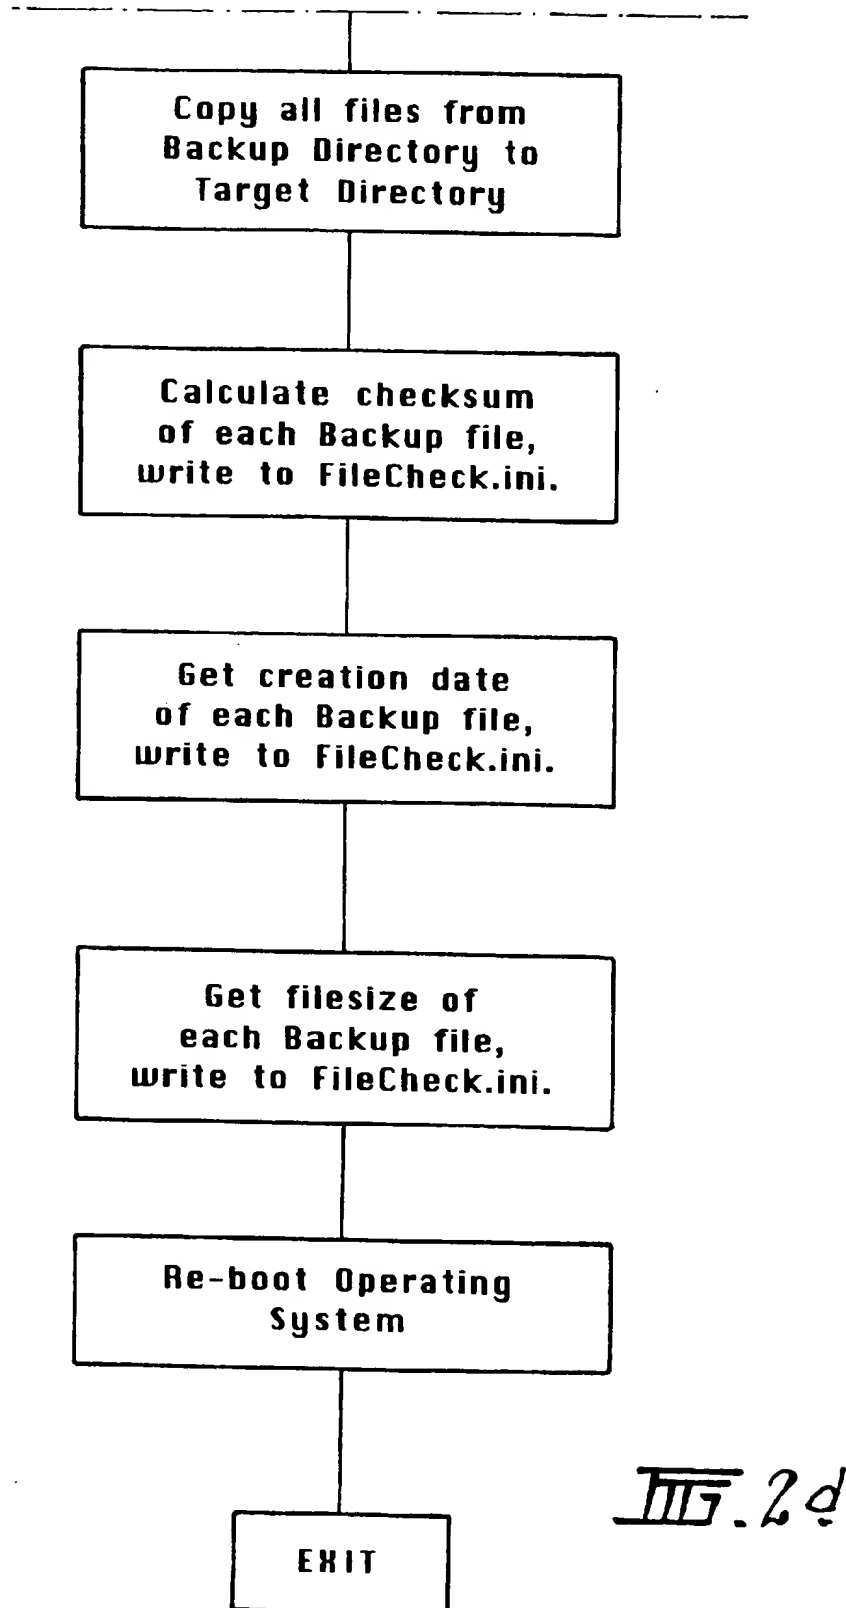 Copy all files from
Backup Directory to
Target Directory
Calculate checksum
of each Backup file,
write to FileCheck.ini.
Get creation date
of each Backup file,
write to FileCheck.ini.
Get filesize of
each Backup file,
write to FileCheck.ini.
Re-boot Operating
System
EXIT
FIG. 2d